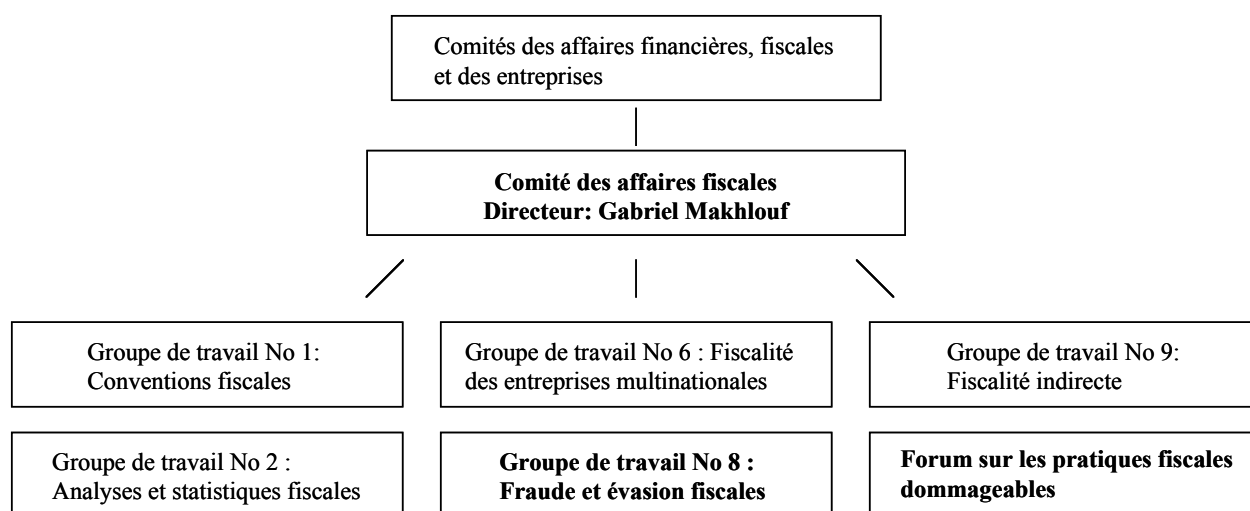 Comités des affaires financières, fiscales
et des entreprises
Comité des affaires fiscales
Directeur: Gabriel Makhlouf
Groupe de travail No 1:
Conventions fiscales
Groupe de travail No 6 : Fiscalité
des entreprises multinationales
Groupe de travail No 9:
Fiscalité indirecte
Groupe de travail No 2 :
Analyses et statistiques fiscales
Groupe de travail No 8 :
Fraude et évasion fiscales
Forum sur les pratiques fiscales
dommageables